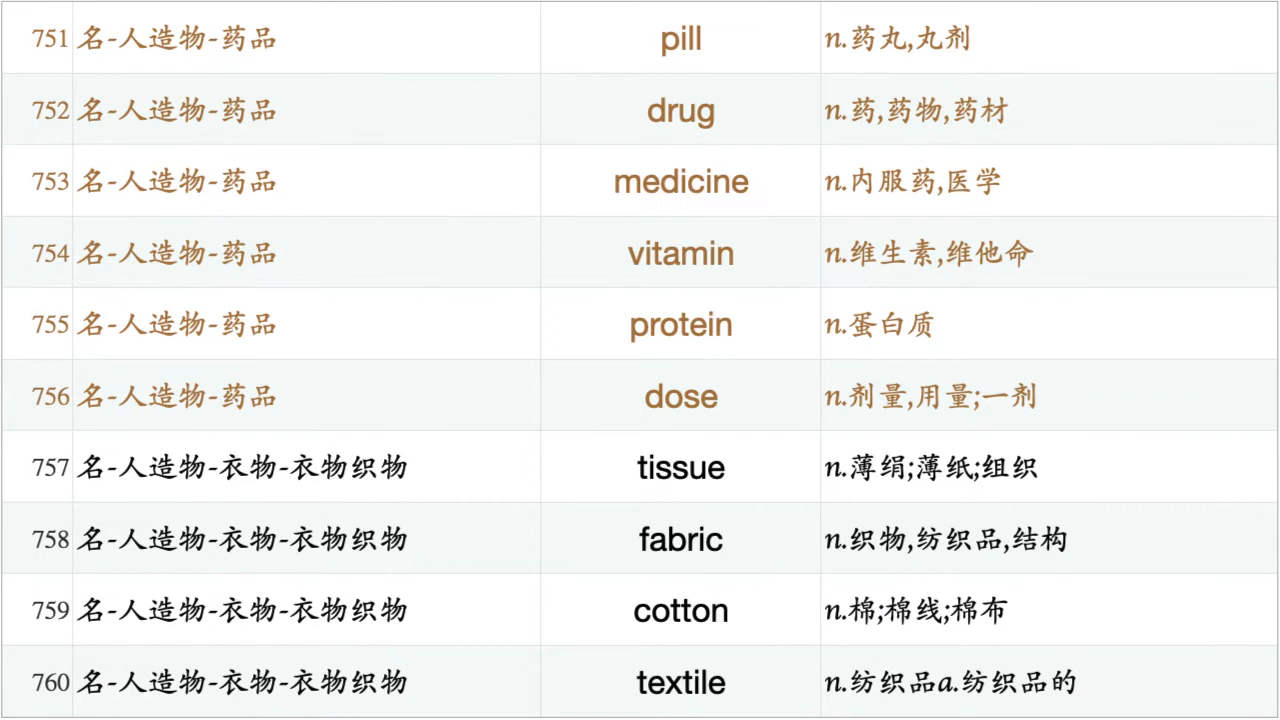 751 名-人造物-药品 pill n.药丸,丸剂
752 名-人造物-药品 drug n.药,药物,药材
753 名-人造物-药品 medicine n.内服药,医学
754 名-人造物-药品 vitamin n.维生素,维他命
755 名-人造物-药品 protein n.蛋白质
756 名-人造物-药品 dose n.剂量,用量;一剂
757 名-人造物-衣物-衣物织物 tissue n.薄绢;薄纸;组织
758 名-人造物-衣物-衣物织物 fabric n.织物,纺织品,结构
759 名-人造物-衣物-衣物织物 cotton n.棉;棉线;棉布
760 名-人造物-衣物-衣物织物 textile n.纺织品a.纺织品的